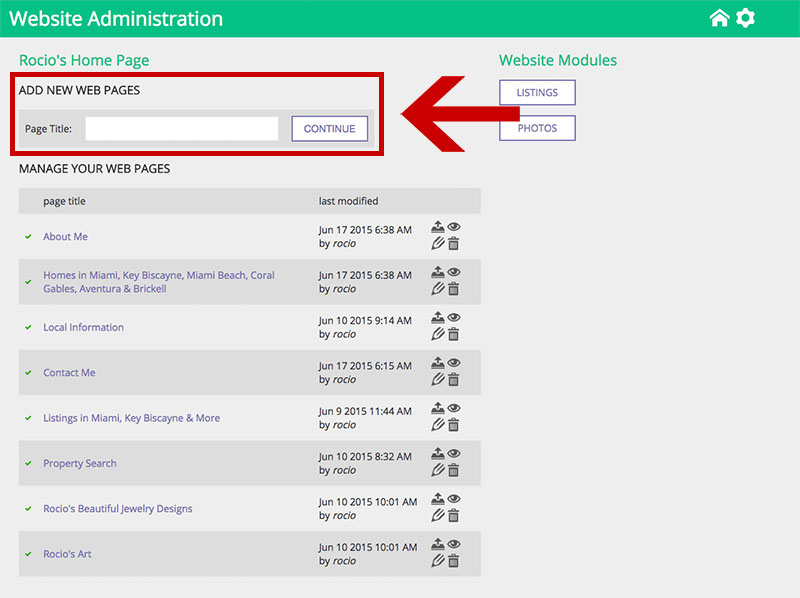 Website Administration
Rocio's Home Page
Website Modules
ADD NEW WEB PAGES
LISTINGS
Page Title:
CONTINUE
PHOTOS
MANAGE YOUR WEB PAGES
page title
last modified
About Me
Jun 17 2015 6:38 AM
by rocio
Homes in Miami, Key Biscayne, Miami Beach, Coral
Gables, Aventura & Brickell
Jun 17 2015 6:38 AM
by rocio
Local Information
Jun 10 2015 9:14 AM
by rocio
Contact Me
Jun 17 2015 6:15 AM
by rocio
Listings in Miami, Key Biscayne & More
Jun 9 2015 11:44 AM
by rocio
Property Search
Jun 10 2015 8:32 AM
by rocio
Rocio's Beautiful Jewelry Designs
Jun 10 2015 10:01 AM
by rocio
Rocio's Art
Jun 10 2015 10:01 AM
by rocio